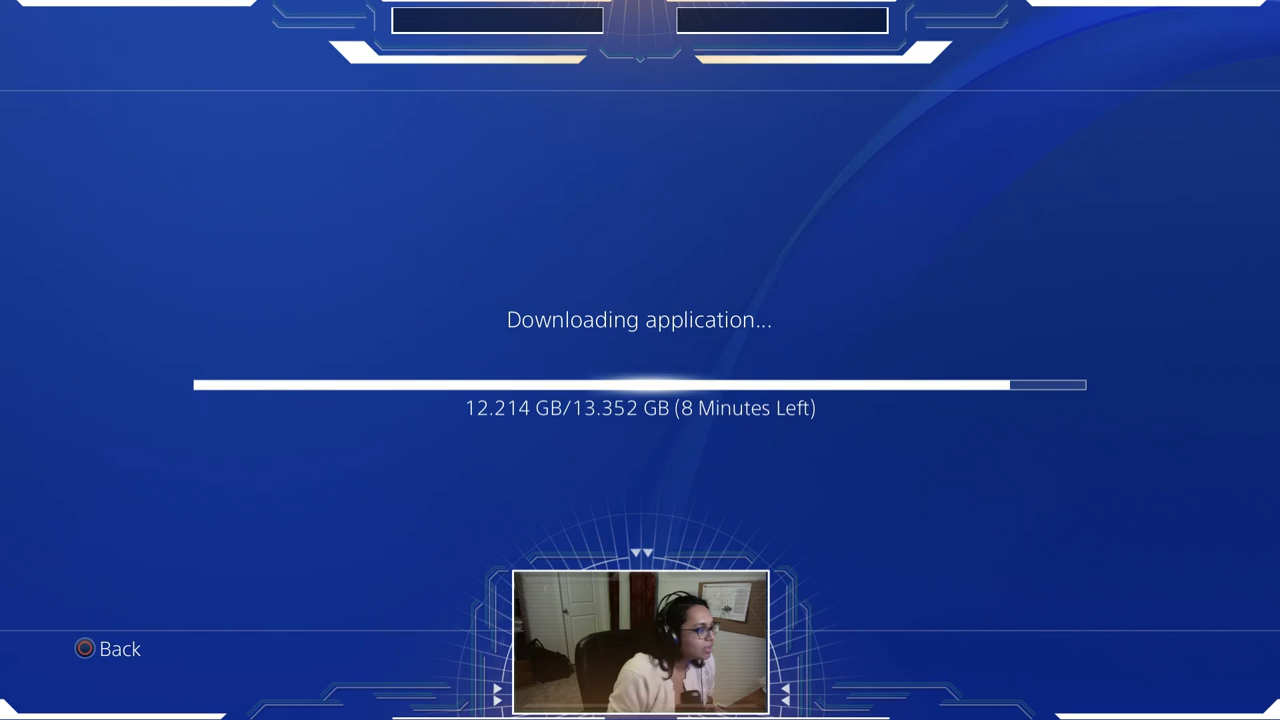 Downloading application...
12.214 GB/13.352 GB (8 Minutes Left)
Back